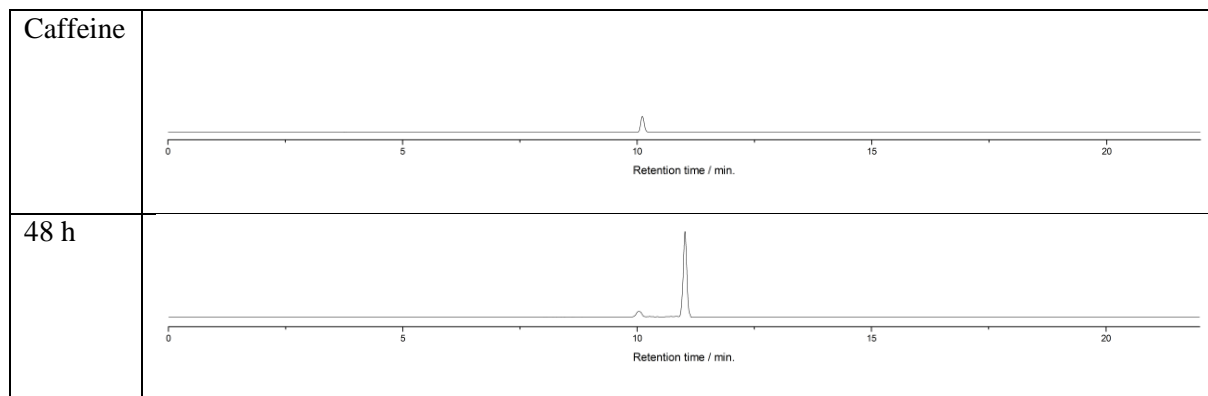 Caffeine
0 5 10 15 20
Retention time / min.
48 h
0 5 10 15 20
Retention time / min.